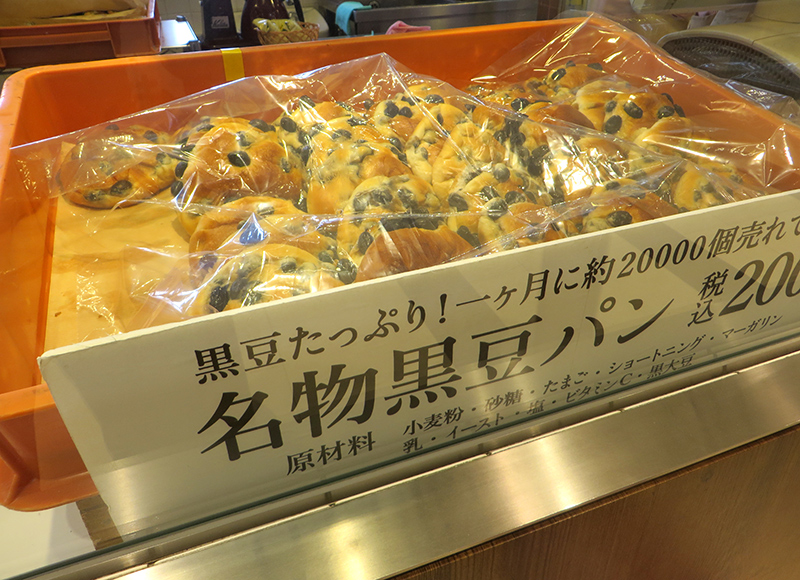 黒豆たっぷり!一ヶ月に約20000個売れて
名物黒豆パン 税込200
原材料 小麦粉・砂糖・たまご・ショートニング・マーガリン
乳・イースト・塩・ビタミンC・黒大豆